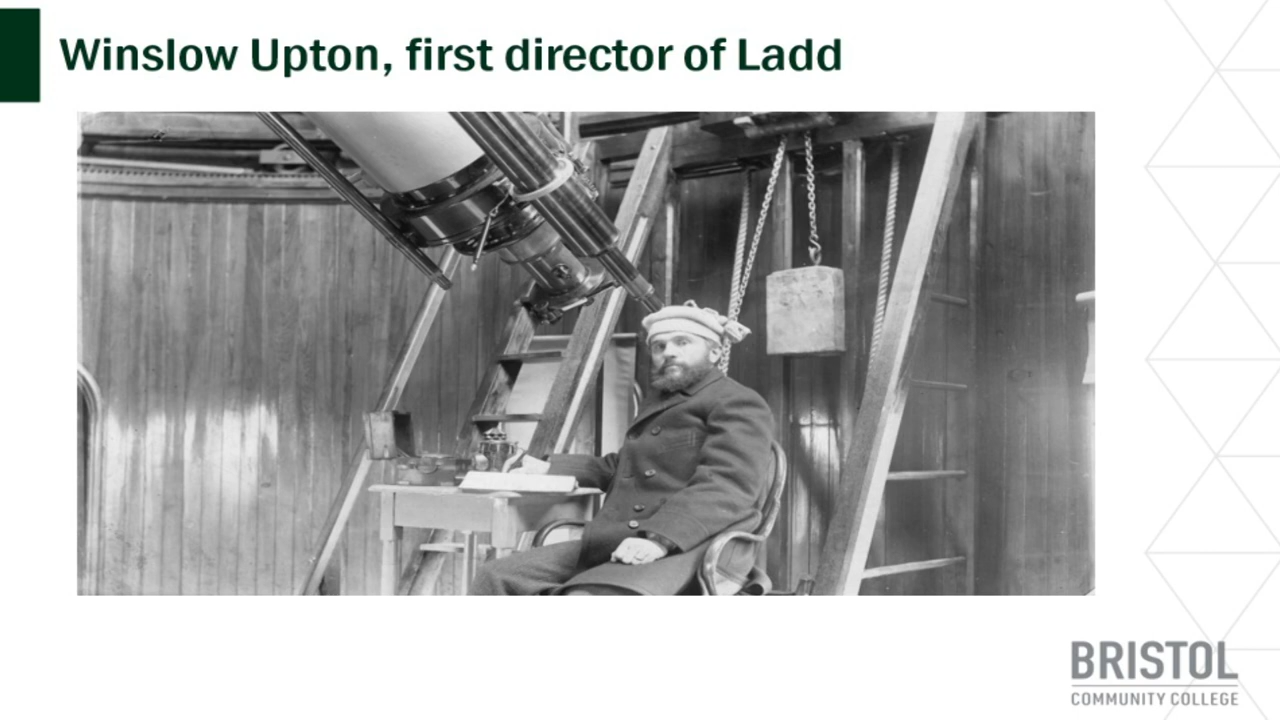 Winslow Upton, first director of Ladd
BRISTOL
COMMUNITY COLLEGE